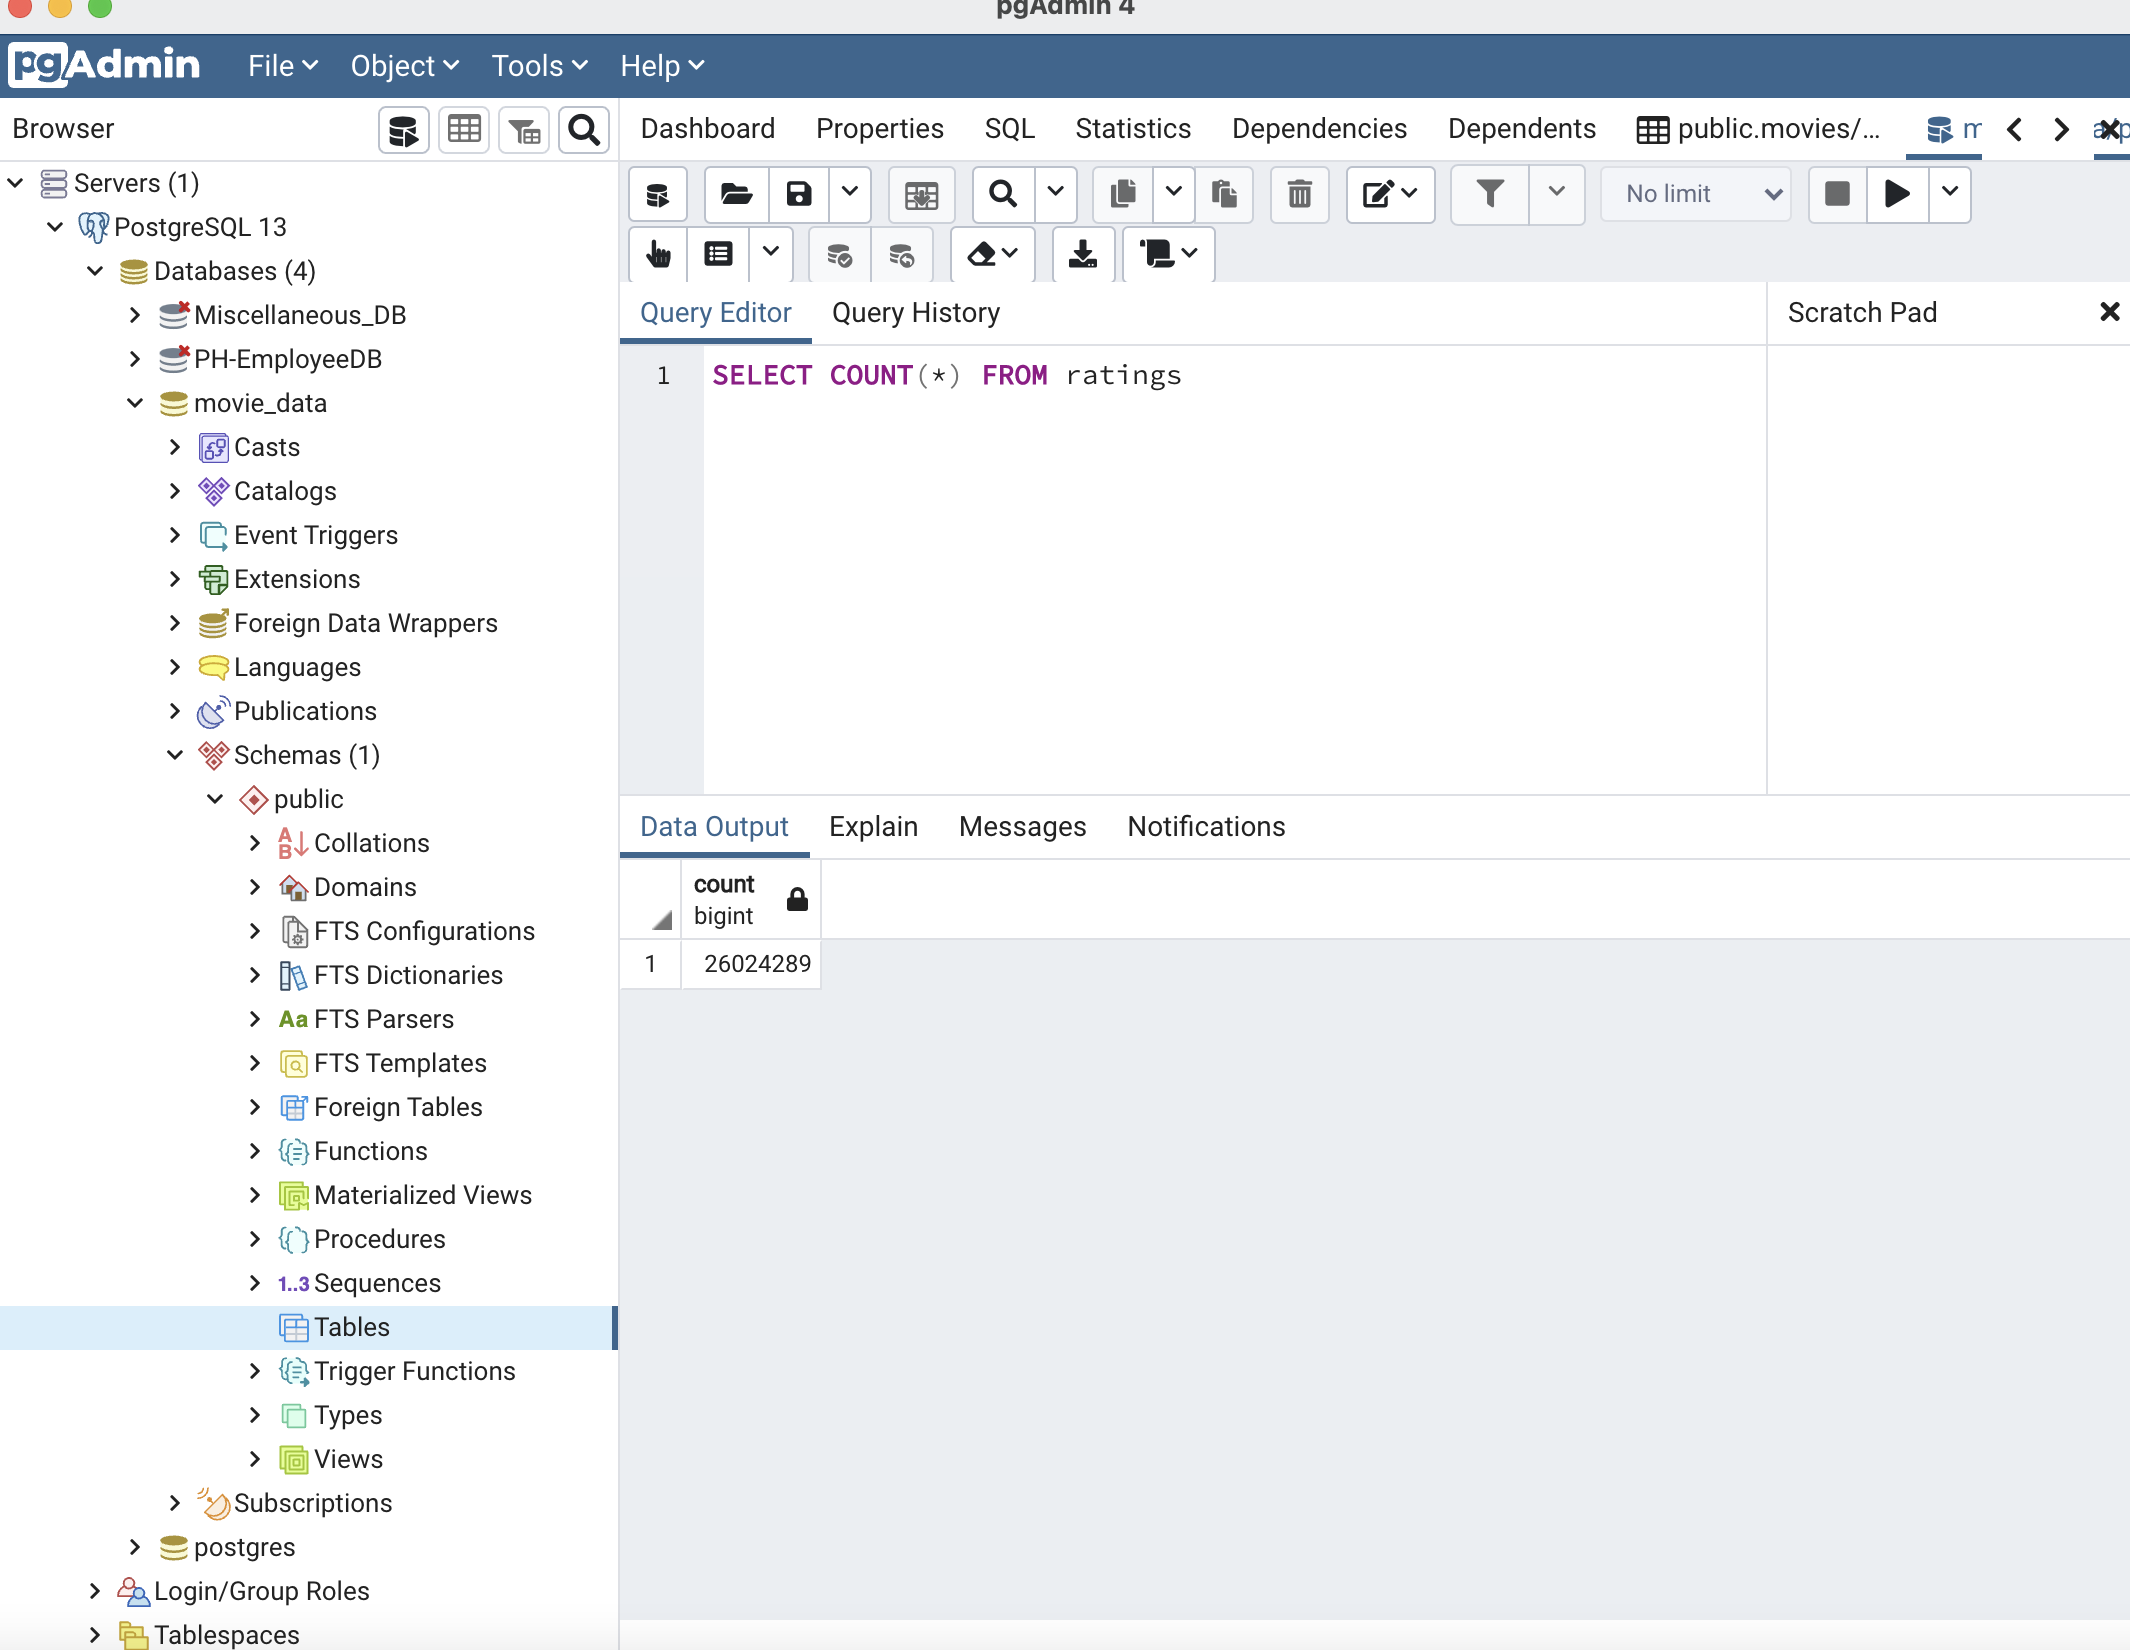 pgAdmin 4
pgAdmin File Object Tools Help
Browser
Dashboard Properties SQL Statistics Dependencies Dependents public.movies/... m
Servers (1)
PostgreSQL 13
Databases (4)
Miscellaneous_DB
PH-EmployeeDB
movie_data
Casts
Catalogs
Event Triggers
Extensions
Foreign Data Wrappers
Languages
Publications
Schemas (1)
public
A
B
Collations
Domains
FTS Configurations
FTS Dictionaries
Aa FTS Parsers
FTS Templates
Foreign Tables
Functions
Materialized Views
Procedures
1..3 Sequences
Tables
Trigger Functions
Types
Views
Subscriptions
postgres
Login/Group Roles
Tablespaces
No limit
Query Editor Query History
Scratch Pad
1 SELECT COUNT(*) FROM ratings
Data Output Explain Messages Notifications
count
bigint
1 26024289